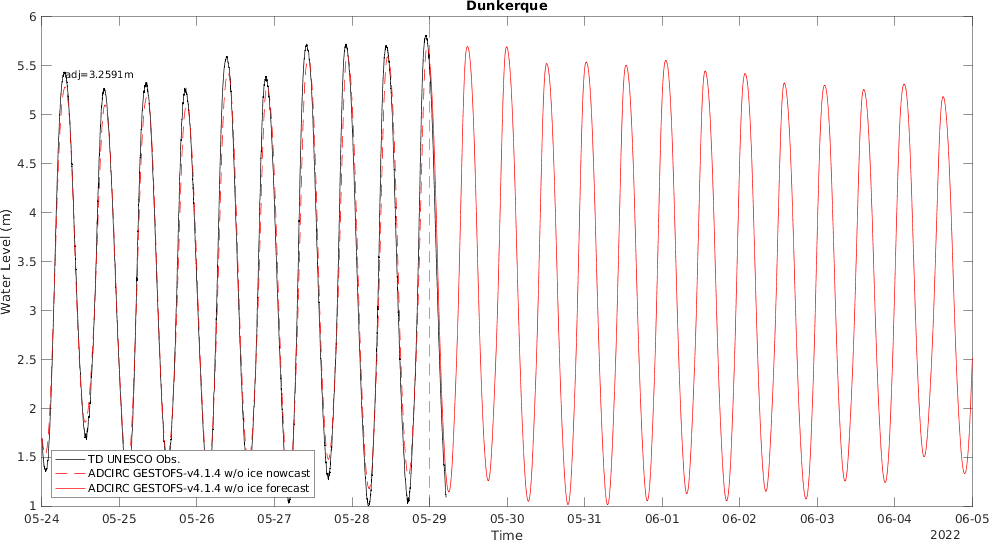 Dunkerque
6
5.5
5
4.5
4
3.5
3
2.5
2
1.5
1
Water Level (m)
adj=3.2591m
TD UNESCO Obs.
ADCIRC GESTOFS-v4.1.4 w/o ice nowcast
ADCIRC GESTOFS-v4.1.4 w/o ice forecast
05-24 05-25 05-26 05-27 05-28 05-29 05-30 05-31 06-01 06-02 06-03 06-04 06-05
Time
2022